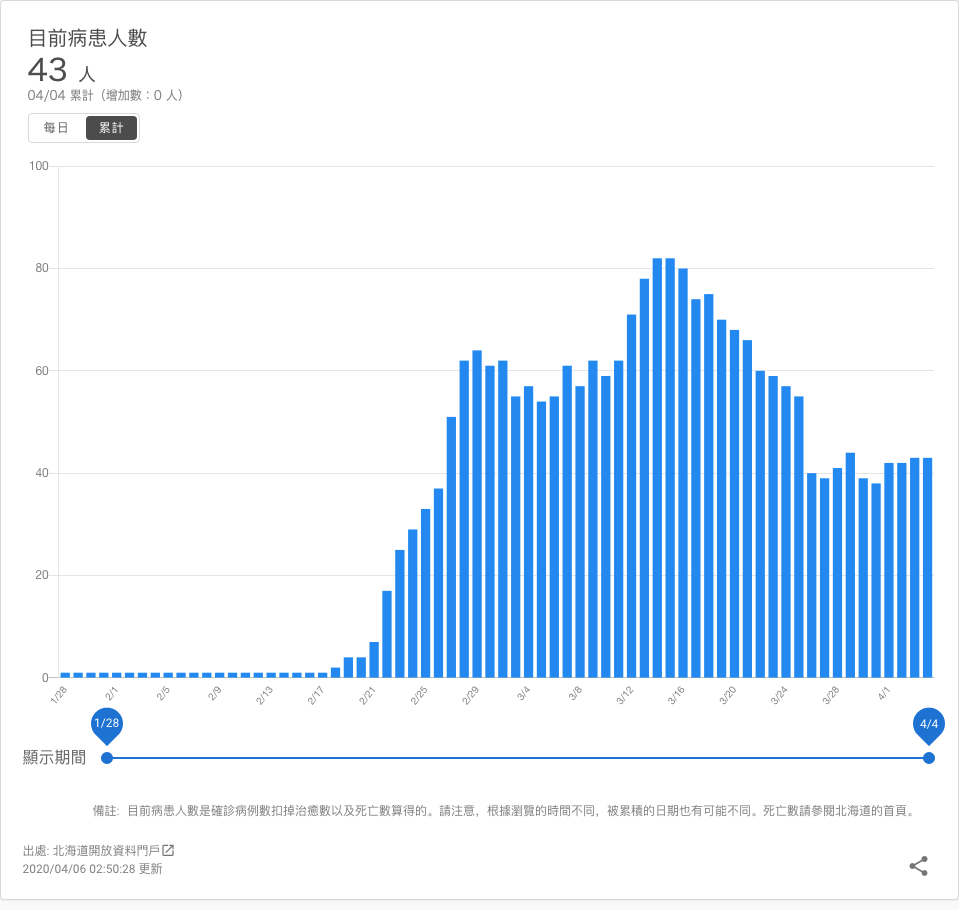 目前病患人數
43 人
04/04 累計（增加數：0 人）
每日 累計
100
80
60
40
20
0
1/28 2/1 2/5 2/9 2/13 2/17 2/21 2/25 2/29 3/4 3/8 3/12 3/16 3/20 3/24 3/28 4/1
1/28 4/4
顯示期間
備註: 目前病患人數是確診病例數扣掉治癒數以及死亡數算得的。請注意，根據瀏覽的時間不同，被累積的日期也有可能不同。死亡數請參閱北海道的首頁。
出處: 北海道開放資料門戶
2020/04/06 02:50:28 更新